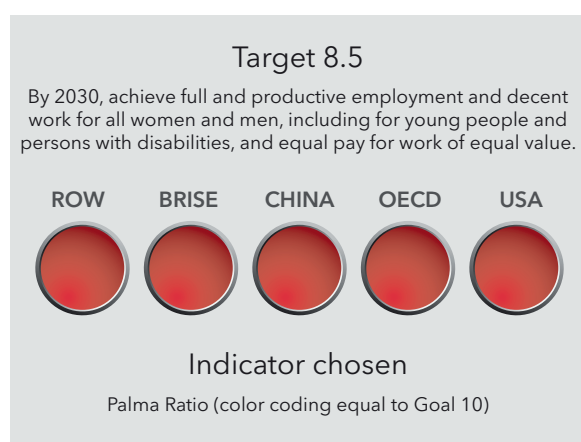 Target 8.5
By 2030, achieve full and productive employment and decent
work for all women and men, including for young people and
persons with disabilities, and equal pay for work of equal value.
ROW BRISE CHINA OECD USA
Indicator chosen
Palma Ratio (color coding equal to Goal 10)